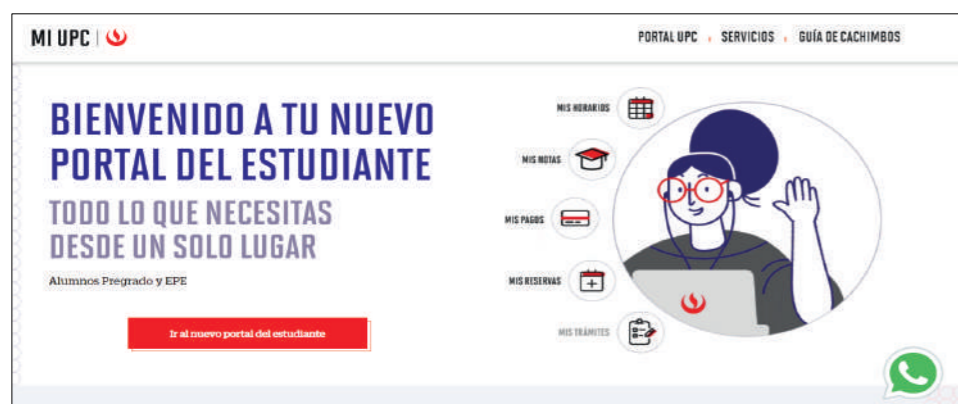 MI UPC
PORTAL UPC
SERVICIOS
GUÍA DE CACHIMBOS
BIENVENIDO A TU NUEVO
PORTAL DEL ESTUDIANTE
TODO LO QUE NECESITAS
DESDE UN SOLO LUGAR
Alumnos Pregrado y EPE
Ir al nuevo portal del estudiante
MIS HORARIOS
MIS NOTAS
MIS PAGOS
MIS RESERVAS
MIS TRÁMITES